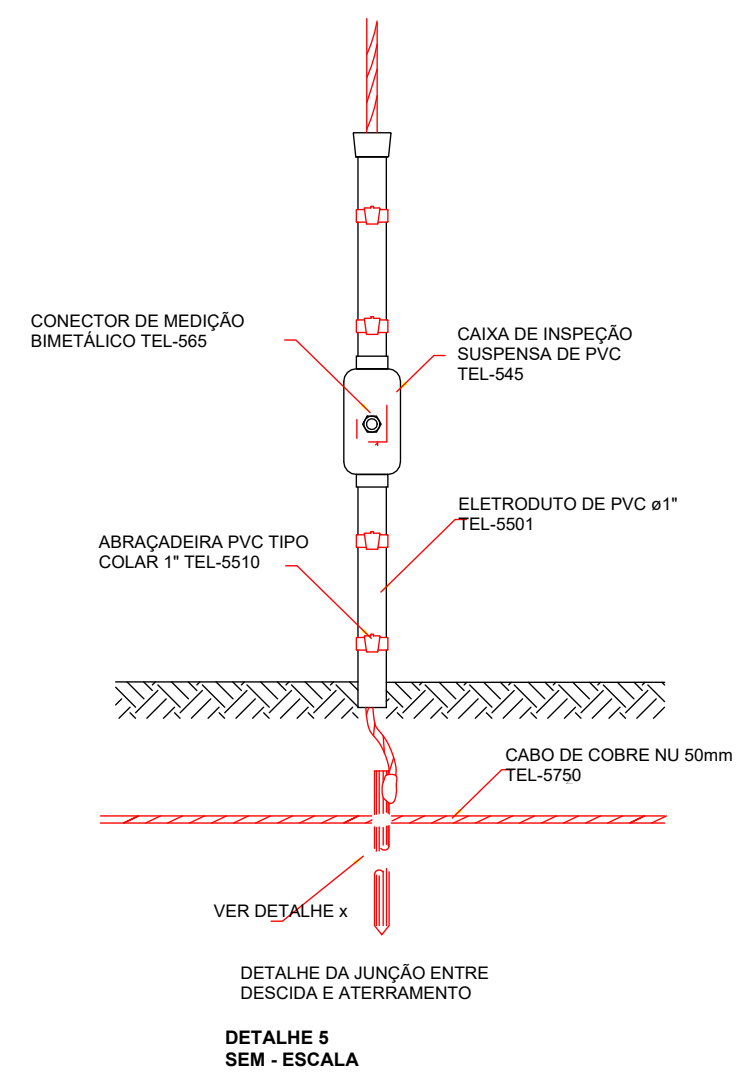 CONECTOR DE MEDIÇÃO
BIMETÁLICO TEL-565
CAIXA DE INSPEÇÃO
SUSPENSA DE PVC
TEL-545
ELETRODUTO DE PVC ø1"
TEL-5501
ABRAÇADEIRA PVC TIPO
COLAR 1" TEL-5510
CABO DE COBRE NU 50mm
TEL-5750
VER DETALHE x
DETALHE DA JUNÇÃO ENTRE
DESCIDA E ATERRAMENTO
DETALHE 5
SEM - ESCALA